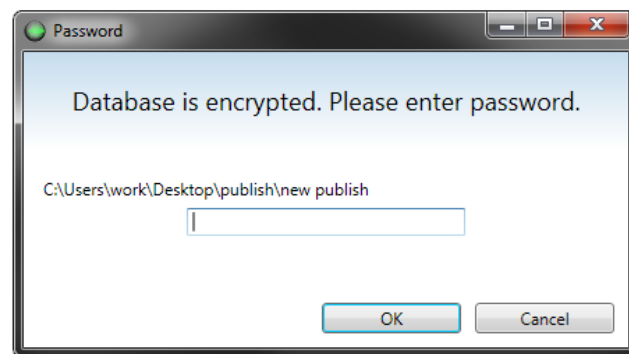 Password
Database is encrypted. Please enter password.
C:\Users\work\Desktop\publish\new publish
OK
Cancel